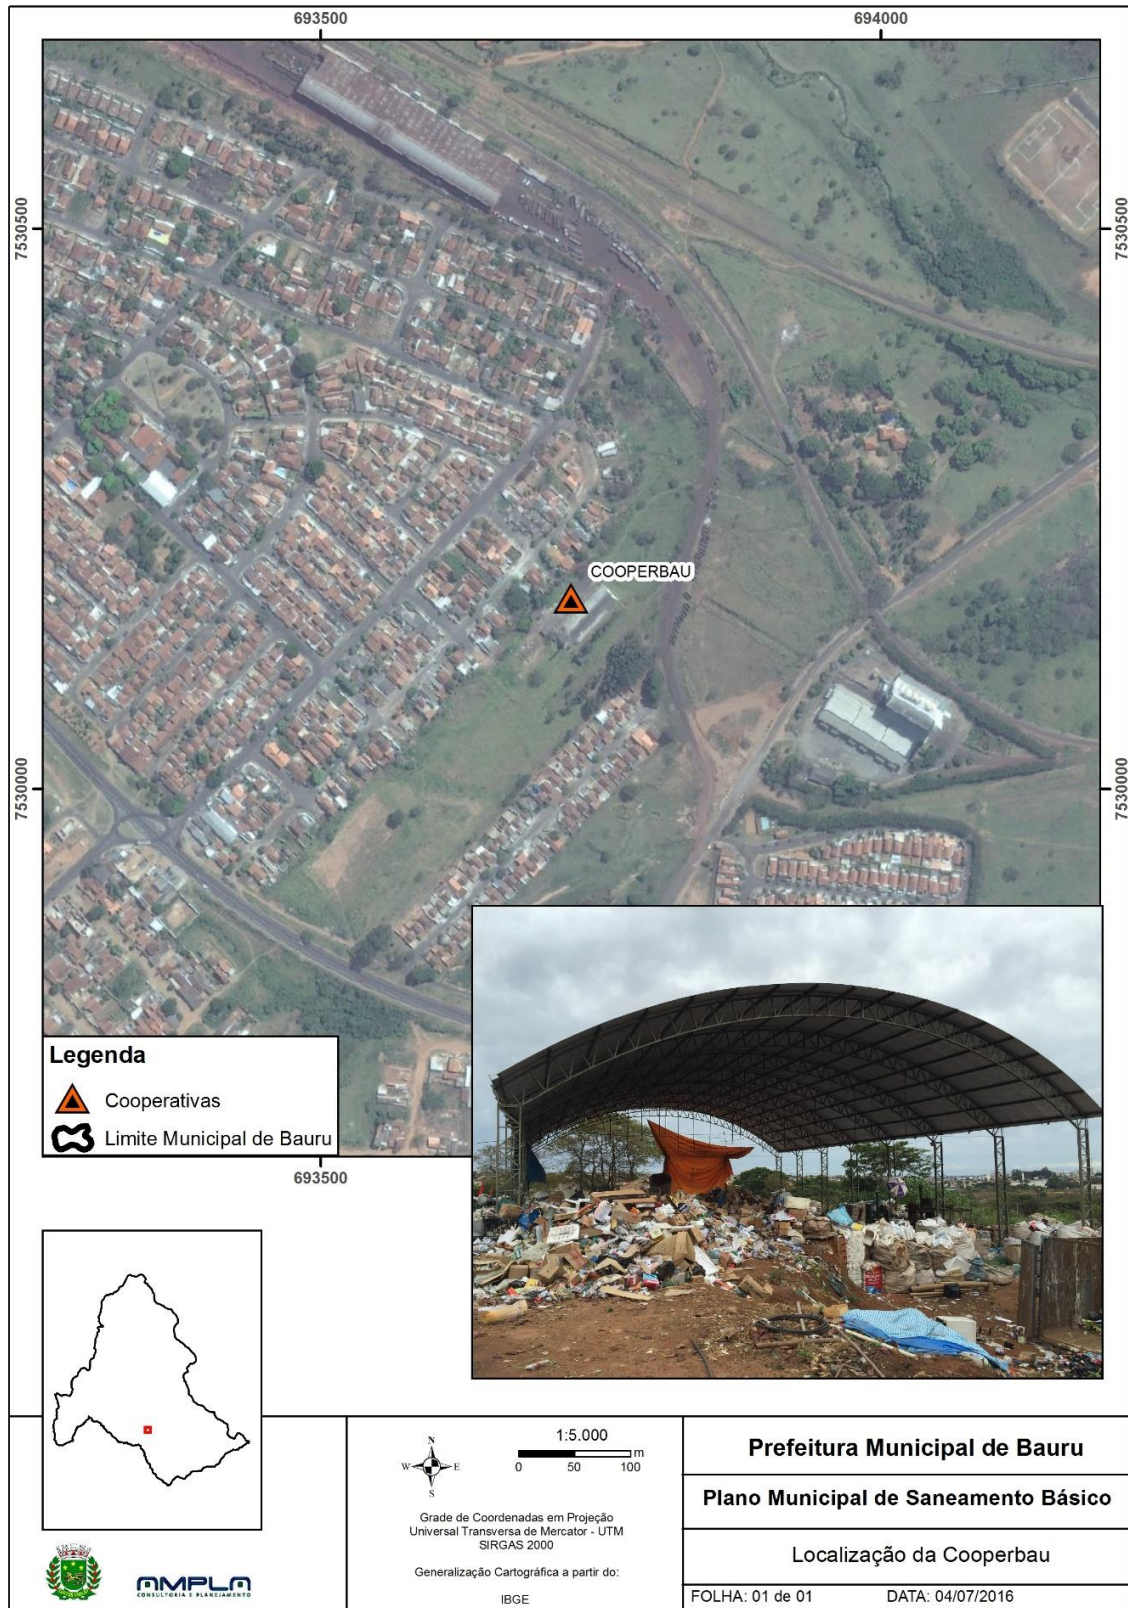 693500
694000
7530500
7530500
COOPERBAU
7530000
7530000
Legenda
Cooperativas
Limite Municipal de Bauru
693500
N
W
E
S
1:5.000
m
0
50
100
Grade de Coordenadas em Projeção
Universal Transversa de Mercator - UTM
SIRGAS 2000
Generalização Cartográfica a partir do:
IBGE
AMPLA
CONSULTORIA E PLANEJAMENTO
Prefeitura Municipal de Bauru
Plano Municipal de Saneamento Básico
Localização da Cooperbau
FOLHA: 01 de 01
DATA: 04/07/2016